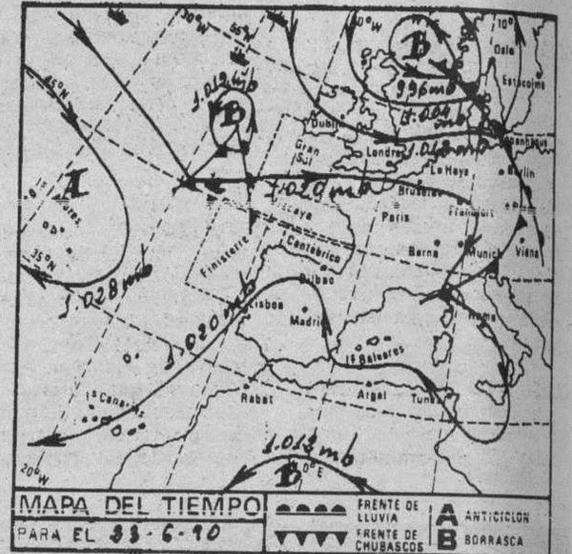 30°W
55°N
10°W
10°
B
Oslo
Estocolmo
996 mb
45°N
1.012 mb
B
1.004 mb
Dublin
1.012 mb
Gran Sol
Londres
La Haya
Berlin
A
1.020 mb
Bruselas
Frankfurt
Paris
Vizcaya
35°N
Cantábrico
Berna
Munich
Viena
Finisterre
Bilbao
1.028 mb
1.020 mb
Lisboa
Madrid
Roma
Is Baleares
Is Canarias
Rabat
Argel
Tunez
1.012 mb
B
0°E
20°W
MAPA DEL TIEMPO
PARA EL 23-6-90
FRENTE DE LLUVIA
FRENTE DE CHUBASCOS
A ANTICICLON
B BORRASCA